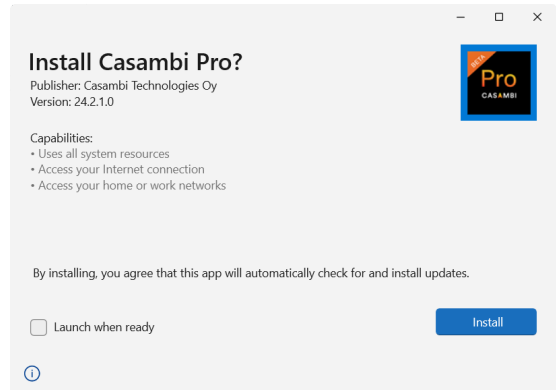 Install Casambi Pro?
Publisher: Casambi Technologies Oy
Version: 24.2.1.0
BETA
Pro
CASAMBI
Capabilities:
• Uses all system resources
• Access your Internet connection
• Access your home or work networks
By installing, you agree that this app will automatically check for and install updates.
Launch when ready
Install